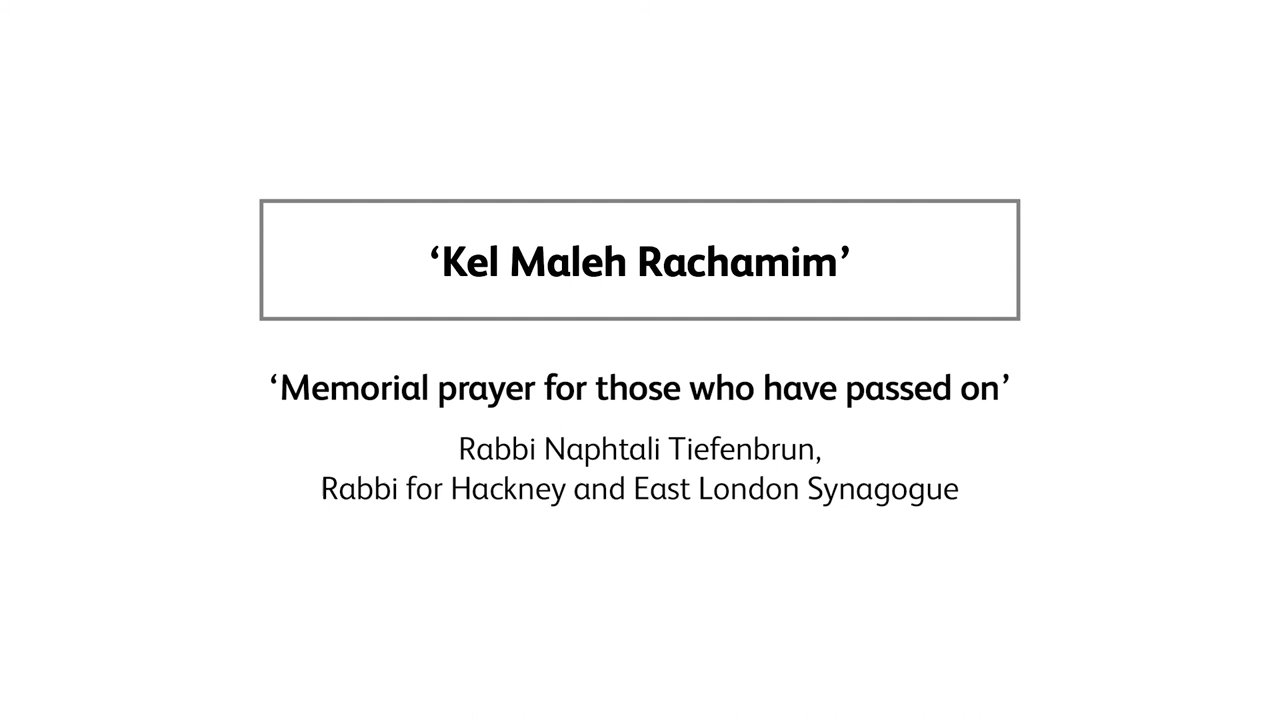 ‘Kel Maleh Rachamim’
‘Memorial prayer for those who have passed on’
Rabbi Naphtali Tiefenbrun,
Rabbi for Hackney and East London Synagogue